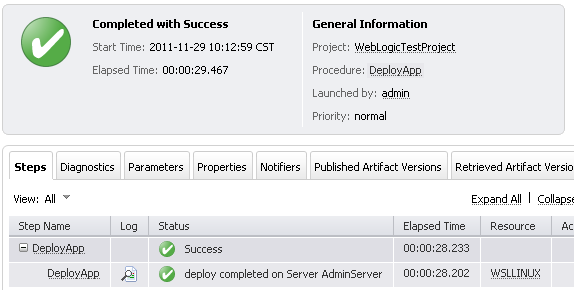 Completed with Success
Start Time: 2011-11-29 10:12:59 CST
Elapsed Time: 00:00:29.467
General Information
Project: WebLogicTestProject
Procedure: DeployApp
Launched by: admin
Priority: normal
Steps Diagnostics Parameters Properties Notifiers Published Artifact Versions Retrieved Artifact Versio
View: All Expand All Collapse
Step Name Log Status Elapsed Time Resource Ac
DeployApp Success 00:00:28.233
DeployApp deploy completed on Server AdminServer 00:00:28.202 WSLLINUX